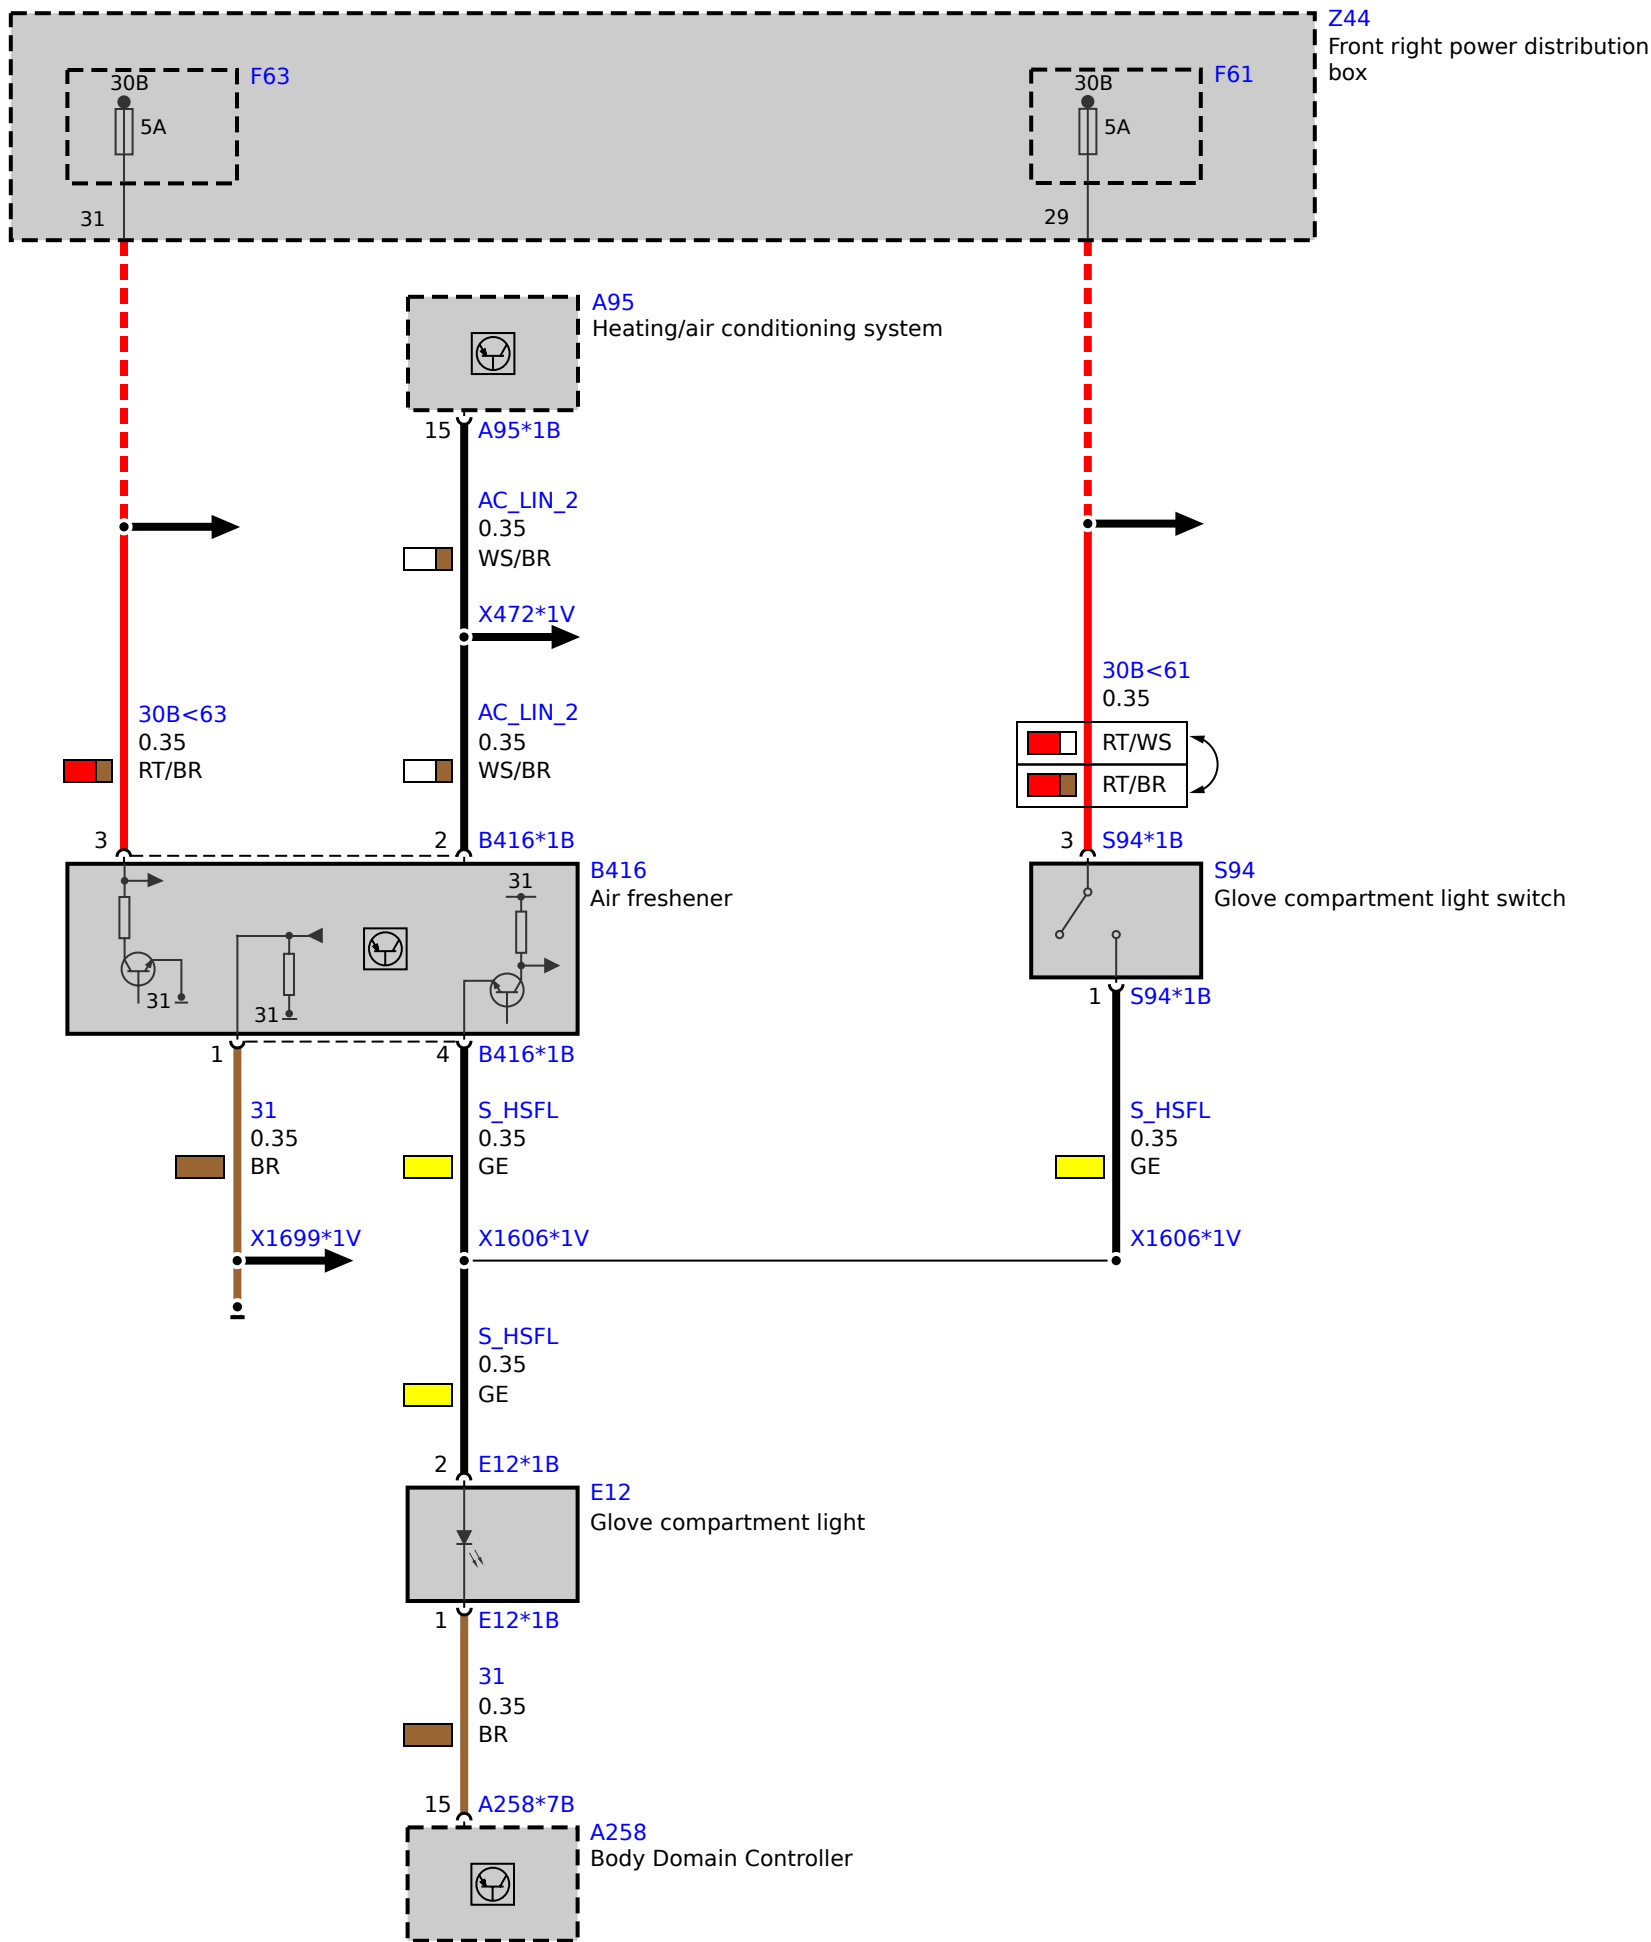 Z44
Front right power distribution
box
30B
F63
5A
31
30B
F61
5A
29
A95
Heating/air conditioning system
15 A95*1B
AC_LIN_2
0.35
WS/BR
X472*1V
30B<61
0.35
RT/WS
RT/BR
30B<63
0.35
RT/BR
AC_LIN_2
0.35
WS/BR
3
2 B416*1B
3 S94*1B
B416
Air freshener
31
31
31
S94
Glove compartment light switch
1 S94*1B
1
4 B416*1B
31
0.35
BR
S_HSFL
0.35
GE
S_HSFL
0.35
GE
X1699*1V
X1606*1V
X1606*1V
S_HSFL
0.35
GE
2 E12*1B
E12
Glove compartment light
1 E12*1B
31
0.35
BR
15 A258*7B
A258
Body Domain Controller